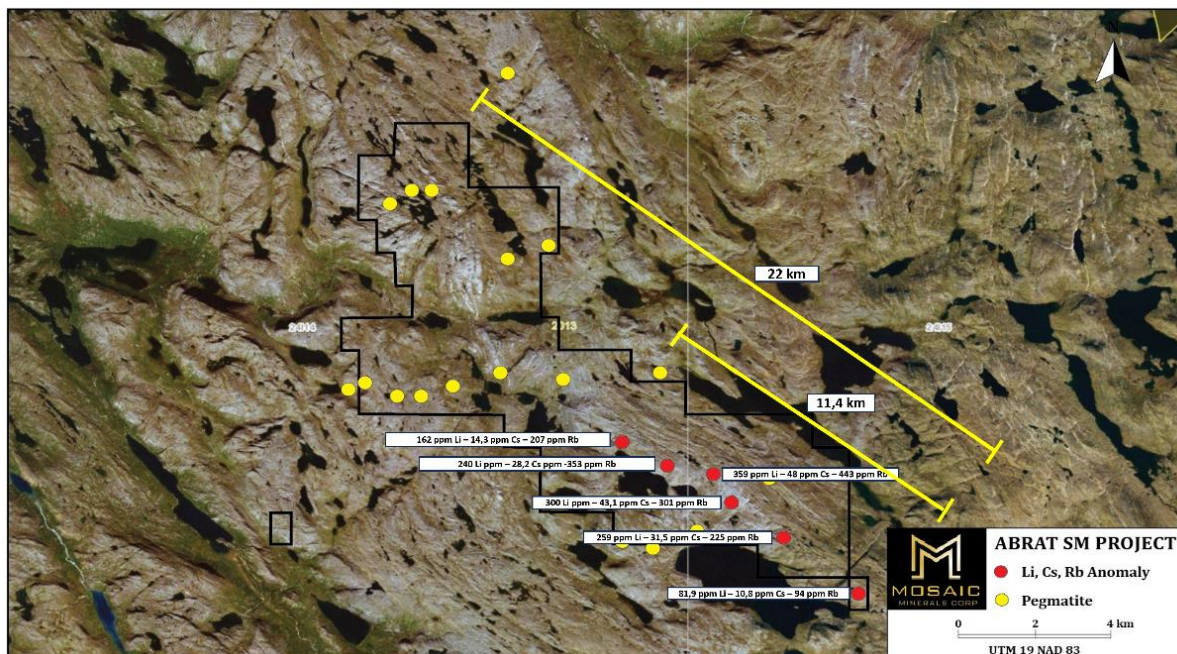 N
22 km
24I14
2013
24I15
11,4 km
162 ppm Li – 14,3 ppm Cs – 207 ppm Rb
240 Li ppm – 28,2 Cs ppm -353 ppm Rb
359 ppm Li – 48 ppm Cs – 443 ppm Rb
300 Li ppm – 43,1 ppm Cs – 301 ppm Rb
259 ppm Li – 31,5 ppm Cs – 225 ppm Rb
81,9 ppm Li – 10,8 ppm Cs – 94 ppm Rb
MOSAIC
MINERALS CORP
ABRAT SM PROJECT
Li, Cs, Rb Anomaly
Pegmatite
0 2 4 km
UTM 19 NAD 83